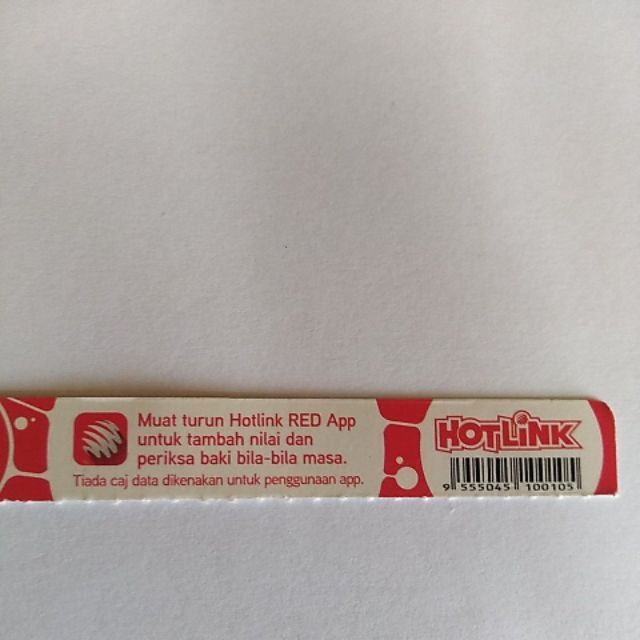 Muat turun Hotlink RED App
untuk tambah nilai dan
periksa baki bila-bila masa.
Tiada caj data dikenakan untuk penggunaan app.
HOTLiNK
9 555045 100105